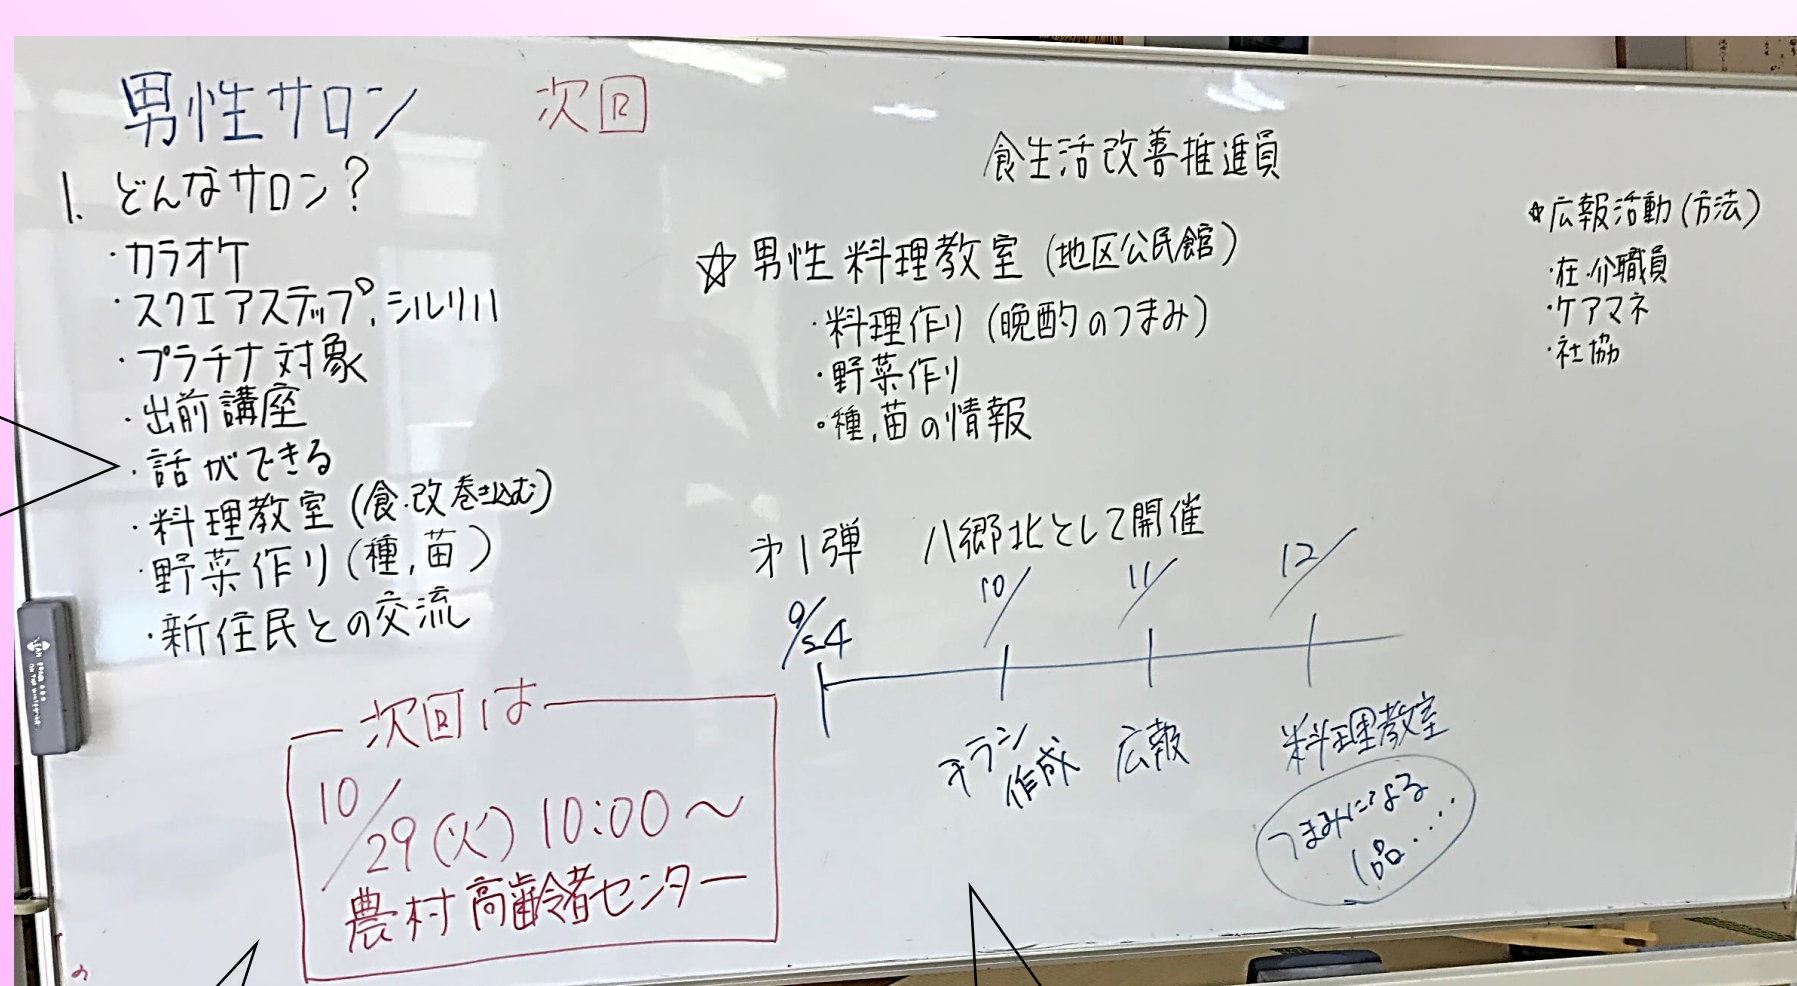 男性サロン
次回
1. どんなサロン?
・カラオケ
・スクエアステップ、シルリハ
・プラチナ対象
・出前講座
・話ができる
・料理教室(食・改巻き込む)
・野菜作り(種、苗)
・新住民との交流
次回は
10/29(火) 10:00〜
農村高齢者センター
食生活改善推進員
☆男性料理教室(地区公民館)
・料理作り(晩酌のつまみ)
・野菜作り
・種、苗の情報
才1弾 八郷北として開催
9/24
10/
11/
12/
チラシ
作成
広報
料理教室
つまみになる
1品....
☆広報活動(方法)
・在・介職員
・ケアマネ
・社協